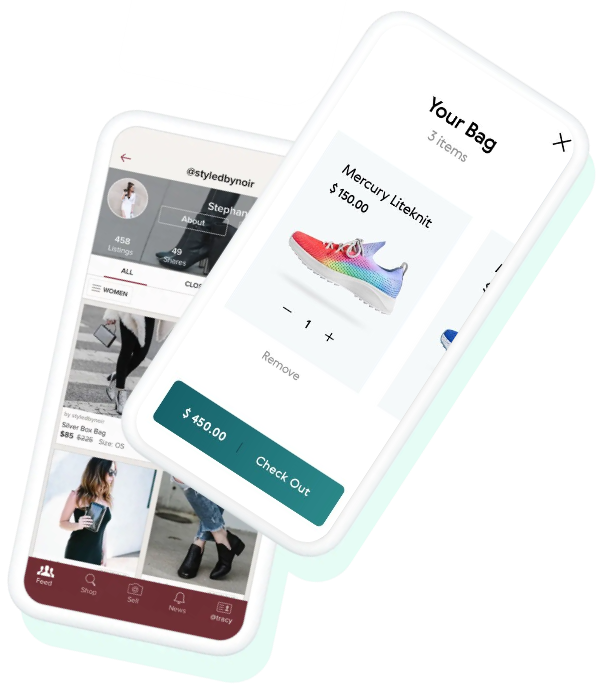 @styledbynoir
Stephan
About
458
Listings
49
Shares
ALL
CLOS
WOMEN
by styledbynoir
Silver Box Bag
$85 $225 Size: OS
Feed
Shop
Sell
News
@tracy
Your Bag
3 items
Mercury Liteknit
$ 150.00
1
Remove
$ 450.00 | Check Out